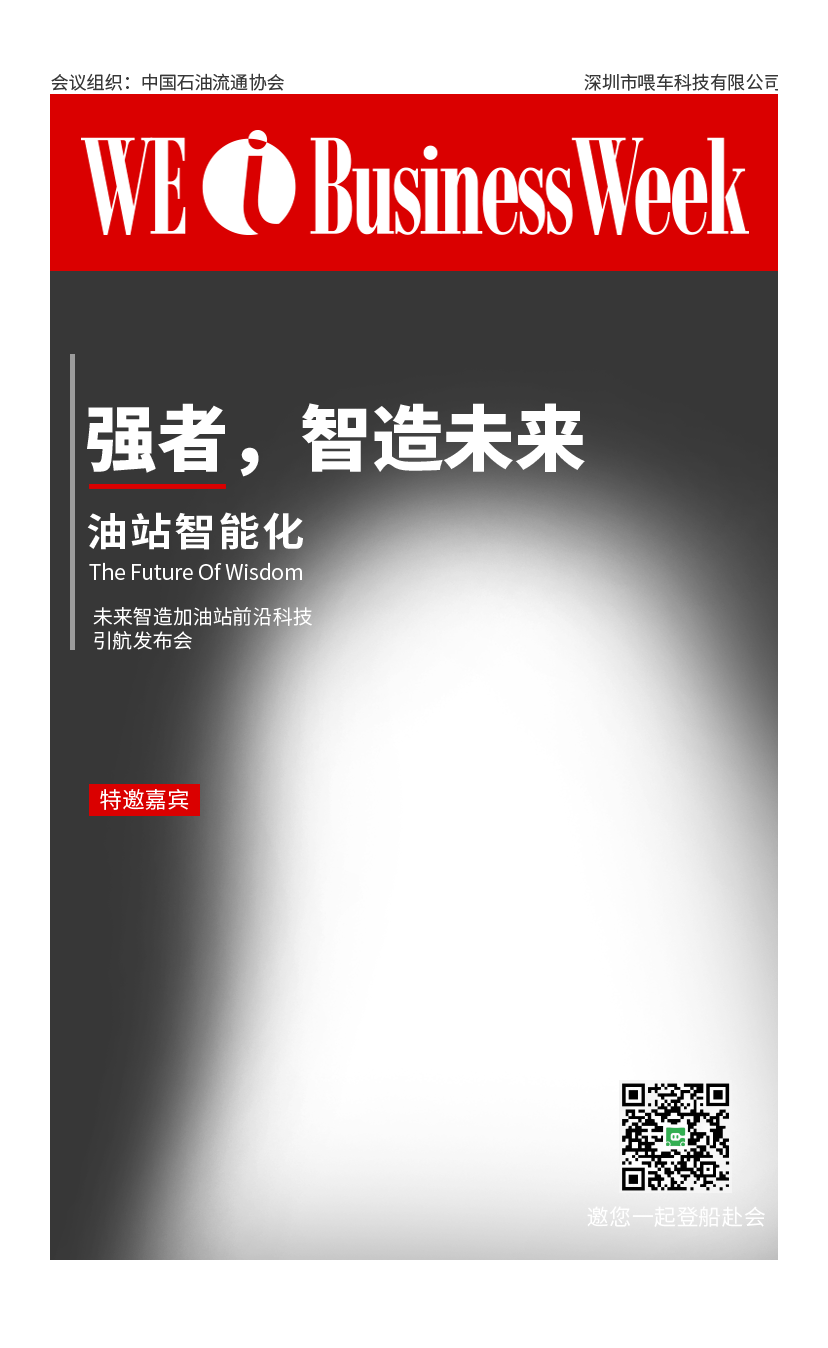 会议组织：中国石油流通协会
深圳市喂车科技有限公司
WE i BusinessWeek
强者，智造未来
油站智能化
The Future Of Wisdom
未来智造加油站前沿科技
引航发布会
特邀嘉宾
邀您一起登船赴会